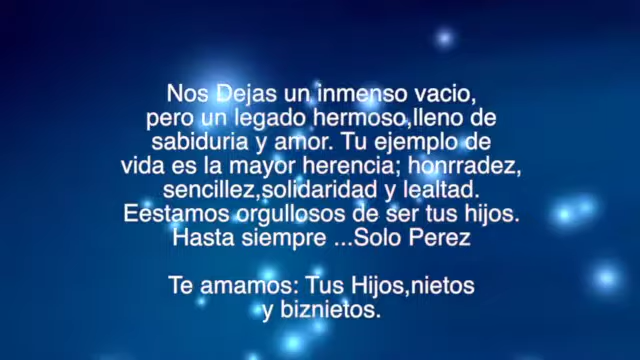 Nos Dejas un inmenso vacio,
pero un legado hermoso,lleno de
sabiduria y amor. Tu ejemplo de
vida es la mayor herencia; honrradez,
sencillez,solidaridad y lealtad.
Eestamos orgullosos de ser tus hijos.
Hasta siempre ...Solo Perez
Te amamos: Tus Hijos,nietos
y biznietos.